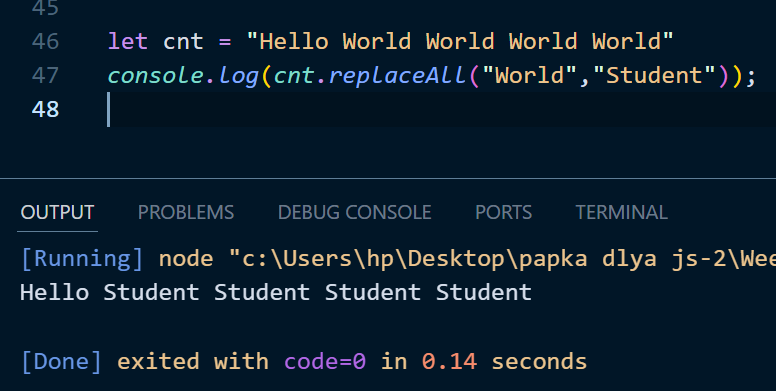 45
46 let cnt = "Hello World World World World"
47 console.log(cnt.replaceAll("World","Student"));
48
OUTPUT PROBLEMS DEBUG CONSOLE PORTS TERMINAL
[Running] node "c:\Users\hp\Desktop\papka dlya js-2\Wee
Hello Student Student Student Student
[Done] exited with code=0 in 0.14 seconds